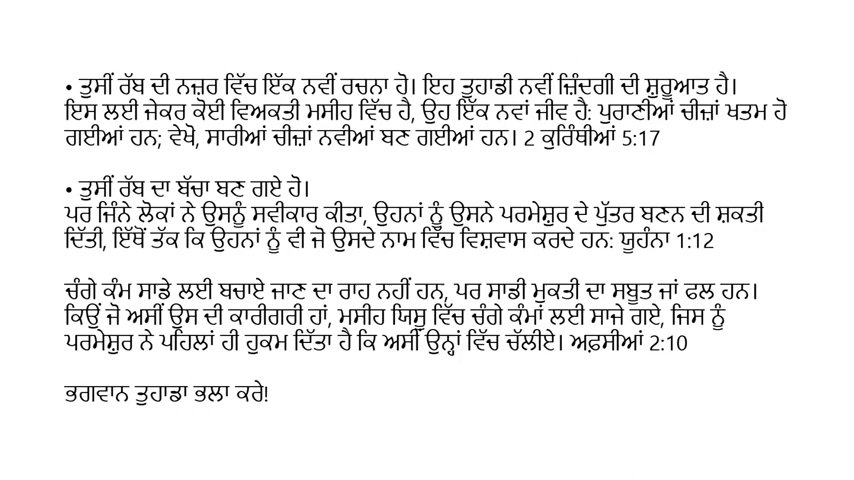 • ਤੁਸੀਂ ਰੱਬ ਦੀ ਨਜ਼ਰ ਵਿੱਚ ਇੱਕ ਨਵੀਂ ਰਚਨਾ ਹੋ। ਇਹ ਤੁਹਾਡੀ ਨਵੀਂ ਜ਼ਿੰਦਗੀ ਦੀ ਸ਼ੁਰੂਆਤ ਹੈ।
ਇਸ ਲਈ ਜੇਕਰ ਕੋਈ ਵਿਅਕਤੀ ਮਸੀਹ ਵਿੱਚ ਹੈ, ਉਹ ਇੱਕ ਨਵਾਂ ਜੀਵ ਹੈ: ਪੁਰਾਣੀਆਂ ਚੀਜ਼ਾਂ ਖਤਮ ਹੋ
ਗਈਆਂ ਹਨ; ਵੇਖੋ, ਸਾਰੀਆਂ ਚੀਜ਼ਾਂ ਨਵੀਆਂ ਬਣ ਗਈਆਂ ਹਨ। 2 ਕੁਰਿੰਥੀਆਂ 5:17
• ਤੁਸੀਂ ਰੱਬ ਦਾ ਬੱਚਾ ਬਣ ਗਏ ਹੋ।
ਪਰ ਜਿੰਨੇ ਲੋਕਾਂ ਨੇ ਉਸਨੂੰ ਸਵੀਕਾਰ ਕੀਤਾ, ਉਹਨਾਂ ਨੂੰ ਉਸਨੇ ਪਰਮੇਸ਼ੁਰ ਦੇ ਪੁੱਤਰ ਬਣਨ ਦੀ ਸ਼ਕਤੀ
ਦਿੱਤੀ, ਇੱਥੋਂ ਤੱਕ ਕਿ ਉਹਨਾਂ ਨੂੰ ਵੀ ਜੋ ਉਸਦੇ ਨਾਮ ਵਿੱਚ ਵਿਸ਼ਵਾਸ ਕਰਦੇ ਹਨ: ਯੂਹੰਨਾ 1:12
ਚੰਗੇ ਕੰਮ ਸਾਡੇ ਲਈ ਬਚਾਏ ਜਾਣ ਦਾ ਰਾਹ ਨਹੀਂ ਹਨ, ਪਰ ਸਾਡੀ ਮੁਕਤੀ ਦਾ ਸਬੂਤ ਜਾਂ ਫਲ ਹਨ।
ਕਿਉਂ ਜੋ ਅਸੀਂ ਉਸ ਦੀ ਕਾਰੀਗਰੀ ਹਾਂ, ਮਸੀਹ ਯਿਸੂ ਵਿੱਚ ਚੰਗੇ ਕੰਮਾਂ ਲਈ ਸਾਜੇ ਗਏ, ਜਿਸ ਨੂੰ
ਪਰਮੇਸ਼ੁਰ ਨੇ ਪਹਿਲਾਂ ਹੀ ਹੁਕਮ ਦਿੱਤਾ ਹੈ ਕਿ ਅਸੀਂ ਉਨ੍ਹਾਂ ਵਿੱਚ ਚੱਲੀਏ। ਅਫ਼ਸੀਆਂ 2:10
ਭਗਵਾਨ ਤੁਹਾਡਾ ਭਲਾ ਕਰੇ!